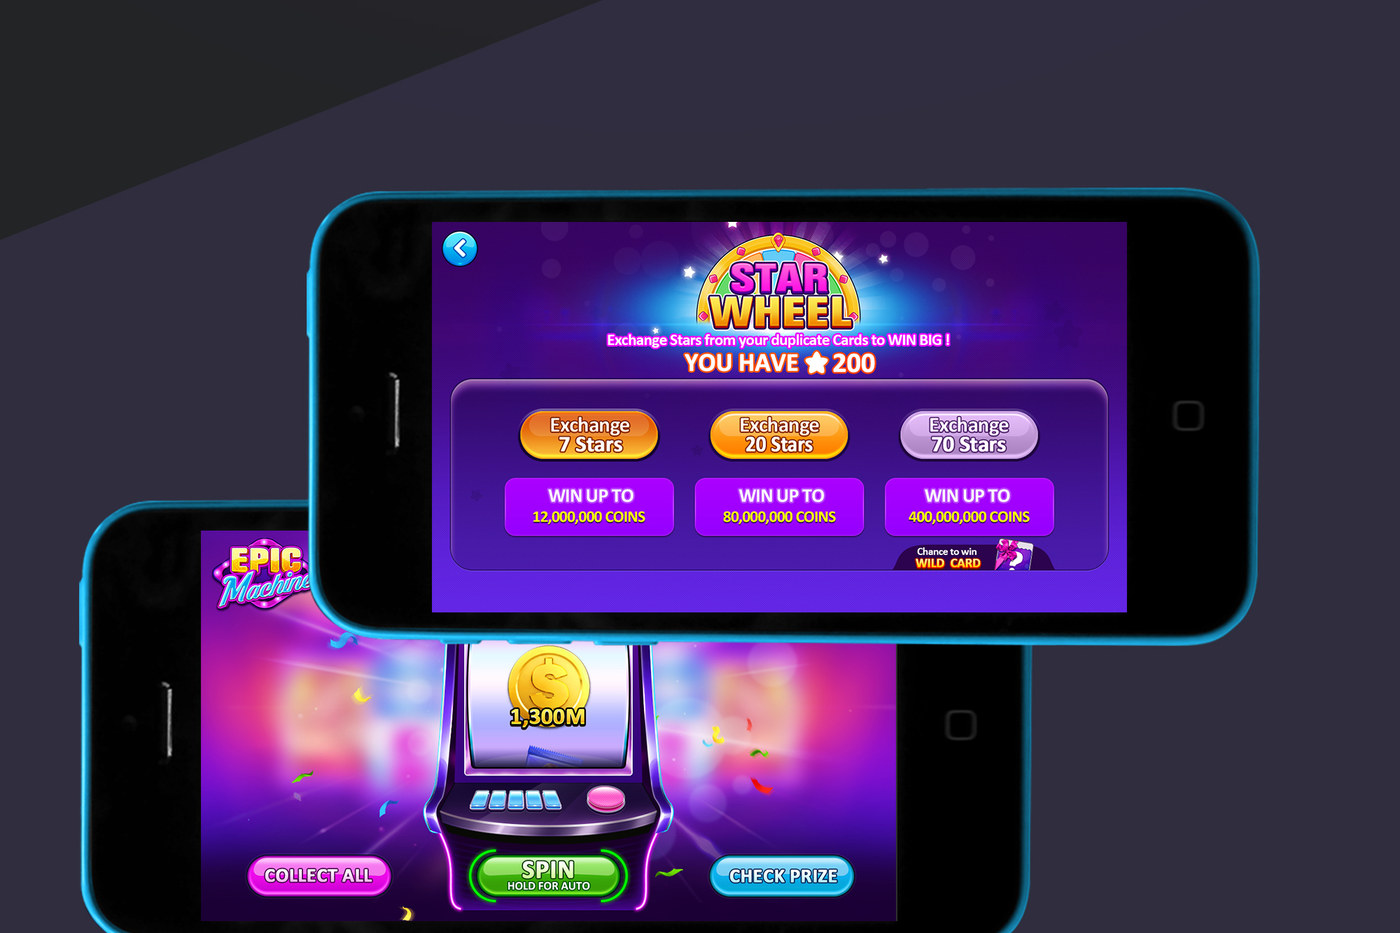 STAR
WHEEL
Exchange Stars from your duplicate Cards to WIN BIG !
YOU HAVE 200
Exchange
7 Stars
Exchange
20 Stars
Exchange
70 Stars
WIN UP TO
12,000,000 COINS
WIN UP TO
80,000,000 COINS
WIN UP TO
400,000,000 COINS
Chance to win
WILD CARD
?
EPIC
Machine
$
1,300M
COLLECT ALL
SPIN
HOLD FOR AUTO
CHECK PRIZE